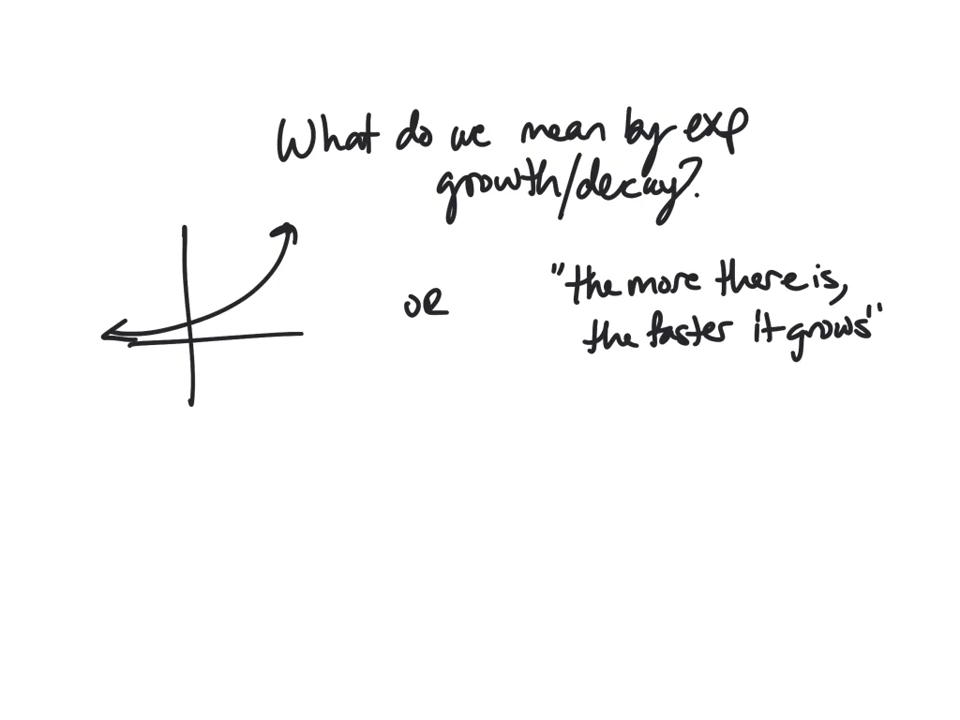 What do we mean by exp
growth/decay?
OR
"the more there is,
the faster it grows"